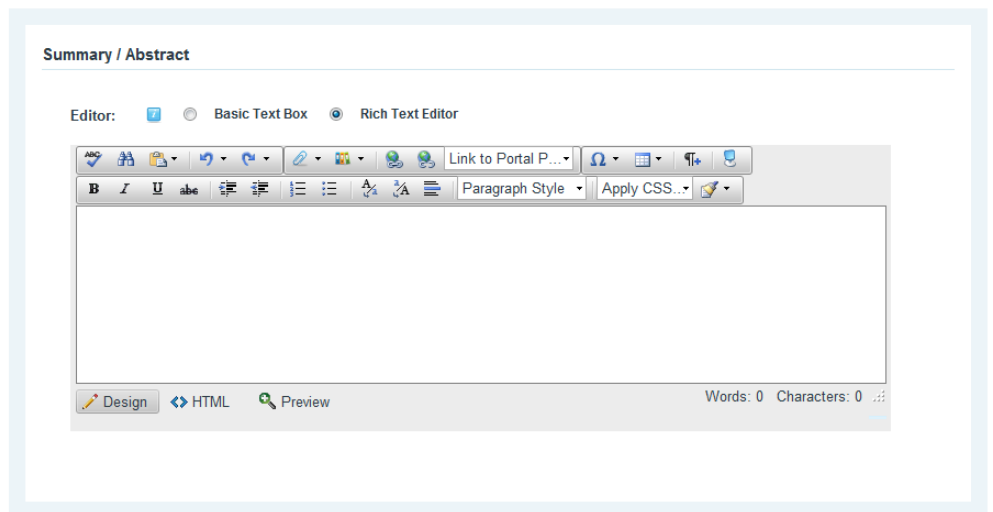 Summary / Abstract
Editor: Basic Text Box Rich Text Editor
ABC Link to Portal P... Ω ¶
B I U abc A A Paragraph Style Apply CSS...
Design HTML Preview Words: 0 Characters: 0